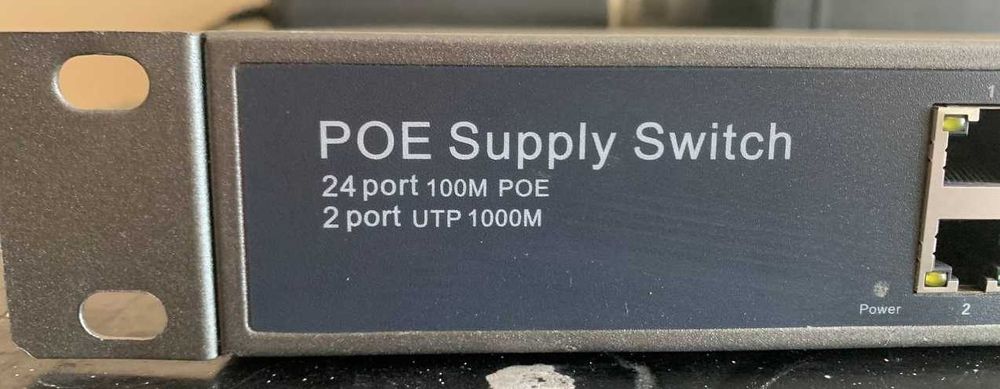 POE Supply Switch
24 port 100M POE
2 port UTP 1000M
1
Power
2